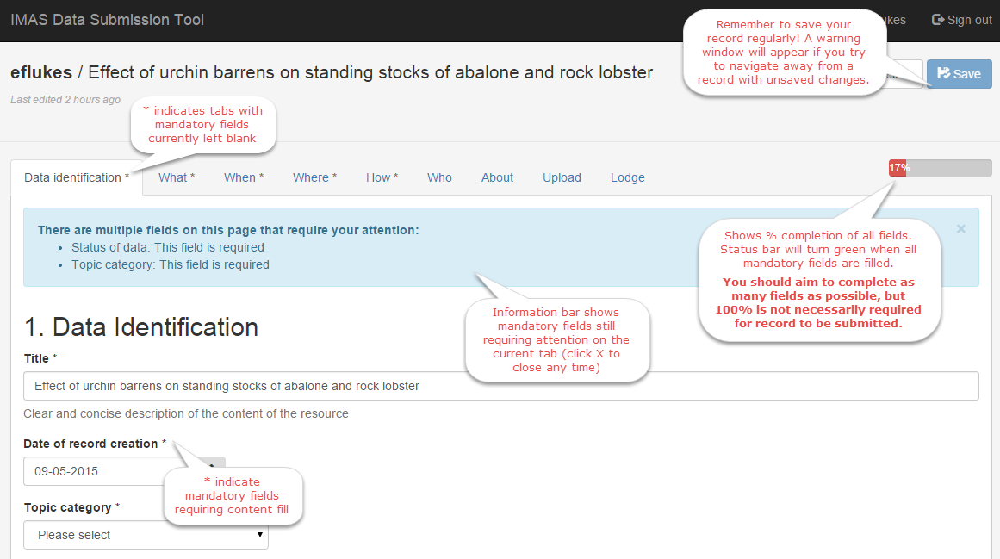 IMAS Data Submission Tool
Sign out
Remember to save your
record regularly! A warning
window will appear if you try
to navigate away from a
record with unsaved changes.
Save
eflukes / Effect of urchin barrens on standing stocks of abalone and rock lobster
Last edited 2 hours ago
* indicates tabs with
mandatory fields
currently left blank
Data identification * What * When * Where * How * Who About Upload Lodge
17%
There are multiple fields on this page that require your attention:
• Status of data: This field is required
• Topic category: This field is required
×
Shows % completion of all fields.
Status bar will turn green when all
mandatory fields are filled.
You should aim to complete as
many fields as possible, but
100% is not necessarily required
for record to be submitted.
Information bar shows
mandatory fields still
requiring attention on the
current tab (click X to
close any time)
1. Data Identification
Title *
Effect of urchin barrens on standing stocks of abalone and rock lobster
Clear and concise description of the content of the resource
Date of record creation *
09-05-2015
* indicate
mandatory fields
requiring content fill
Topic category *
Please select